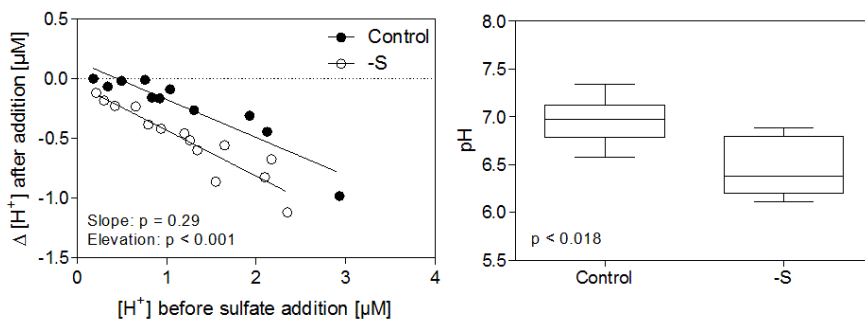 0.5
0.0
-0.5
-1.0
-1.5
Δ [H⁺] after addition [µM]
Control
-S
Slope: p = 0.29
Elevation: p < 0.001
0 1 2 3 4
[H⁺] before sulfate addition [µM]
8.0
7.5
7.0
6.5
6.0
5.5
pH
p < 0.018
Control -S